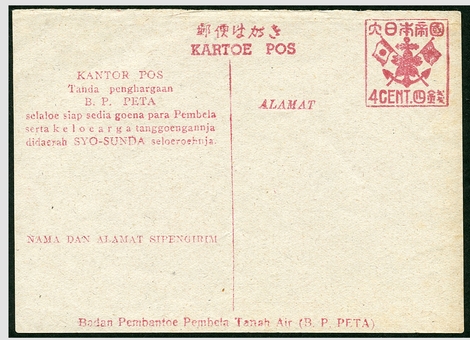 郵便はがき
KARTOE POS
大日本帝國
4CENT.四錢
KANTOR POS
Tanda penghargaan
B. P. PETA
selaloe siap sedia goena para Pembela
serta keloearga tanggoengannja
didaerah SYO-SUNDA seloeroehnja.
ALAMAT
NAMA DAN ALAMAT SIPENGIRIM
Badan Pembantoe Pembela Tanah Air (B. P. PETA)